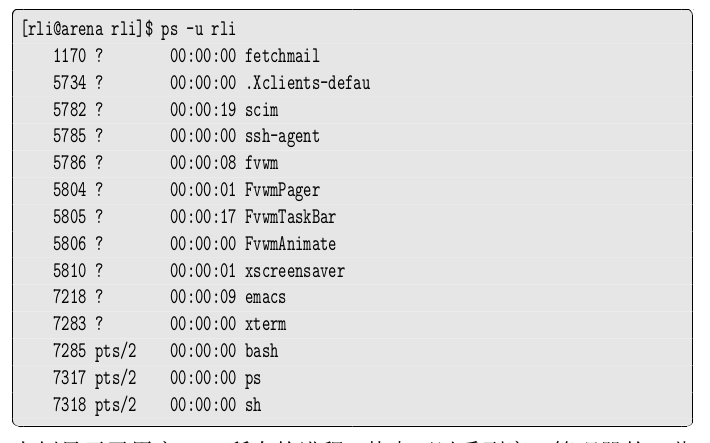 [rli@arena rli]$ ps -u rli
1170 ? 00:00:00 fetchmail
5734 ? 00:00:00 .Xclients-defau
5782 ? 00:00:19 scim
5785 ? 00:00:00 ssh-agent
5786 ? 00:00:08 fvwm
5804 ? 00:00:01 FvwmPager
5805 ? 00:00:17 FvwmTaskBar
5806 ? 00:00:00 FvwmAnimate
5810 ? 00:00:01 xscreensaver
7218 ? 00:00:09 emacs
7283 ? 00:00:00 xterm
7285 pts/2 00:00:00 bash
7317 pts/2 00:00:00 ps
7318 pts/2 00:00:00 sh